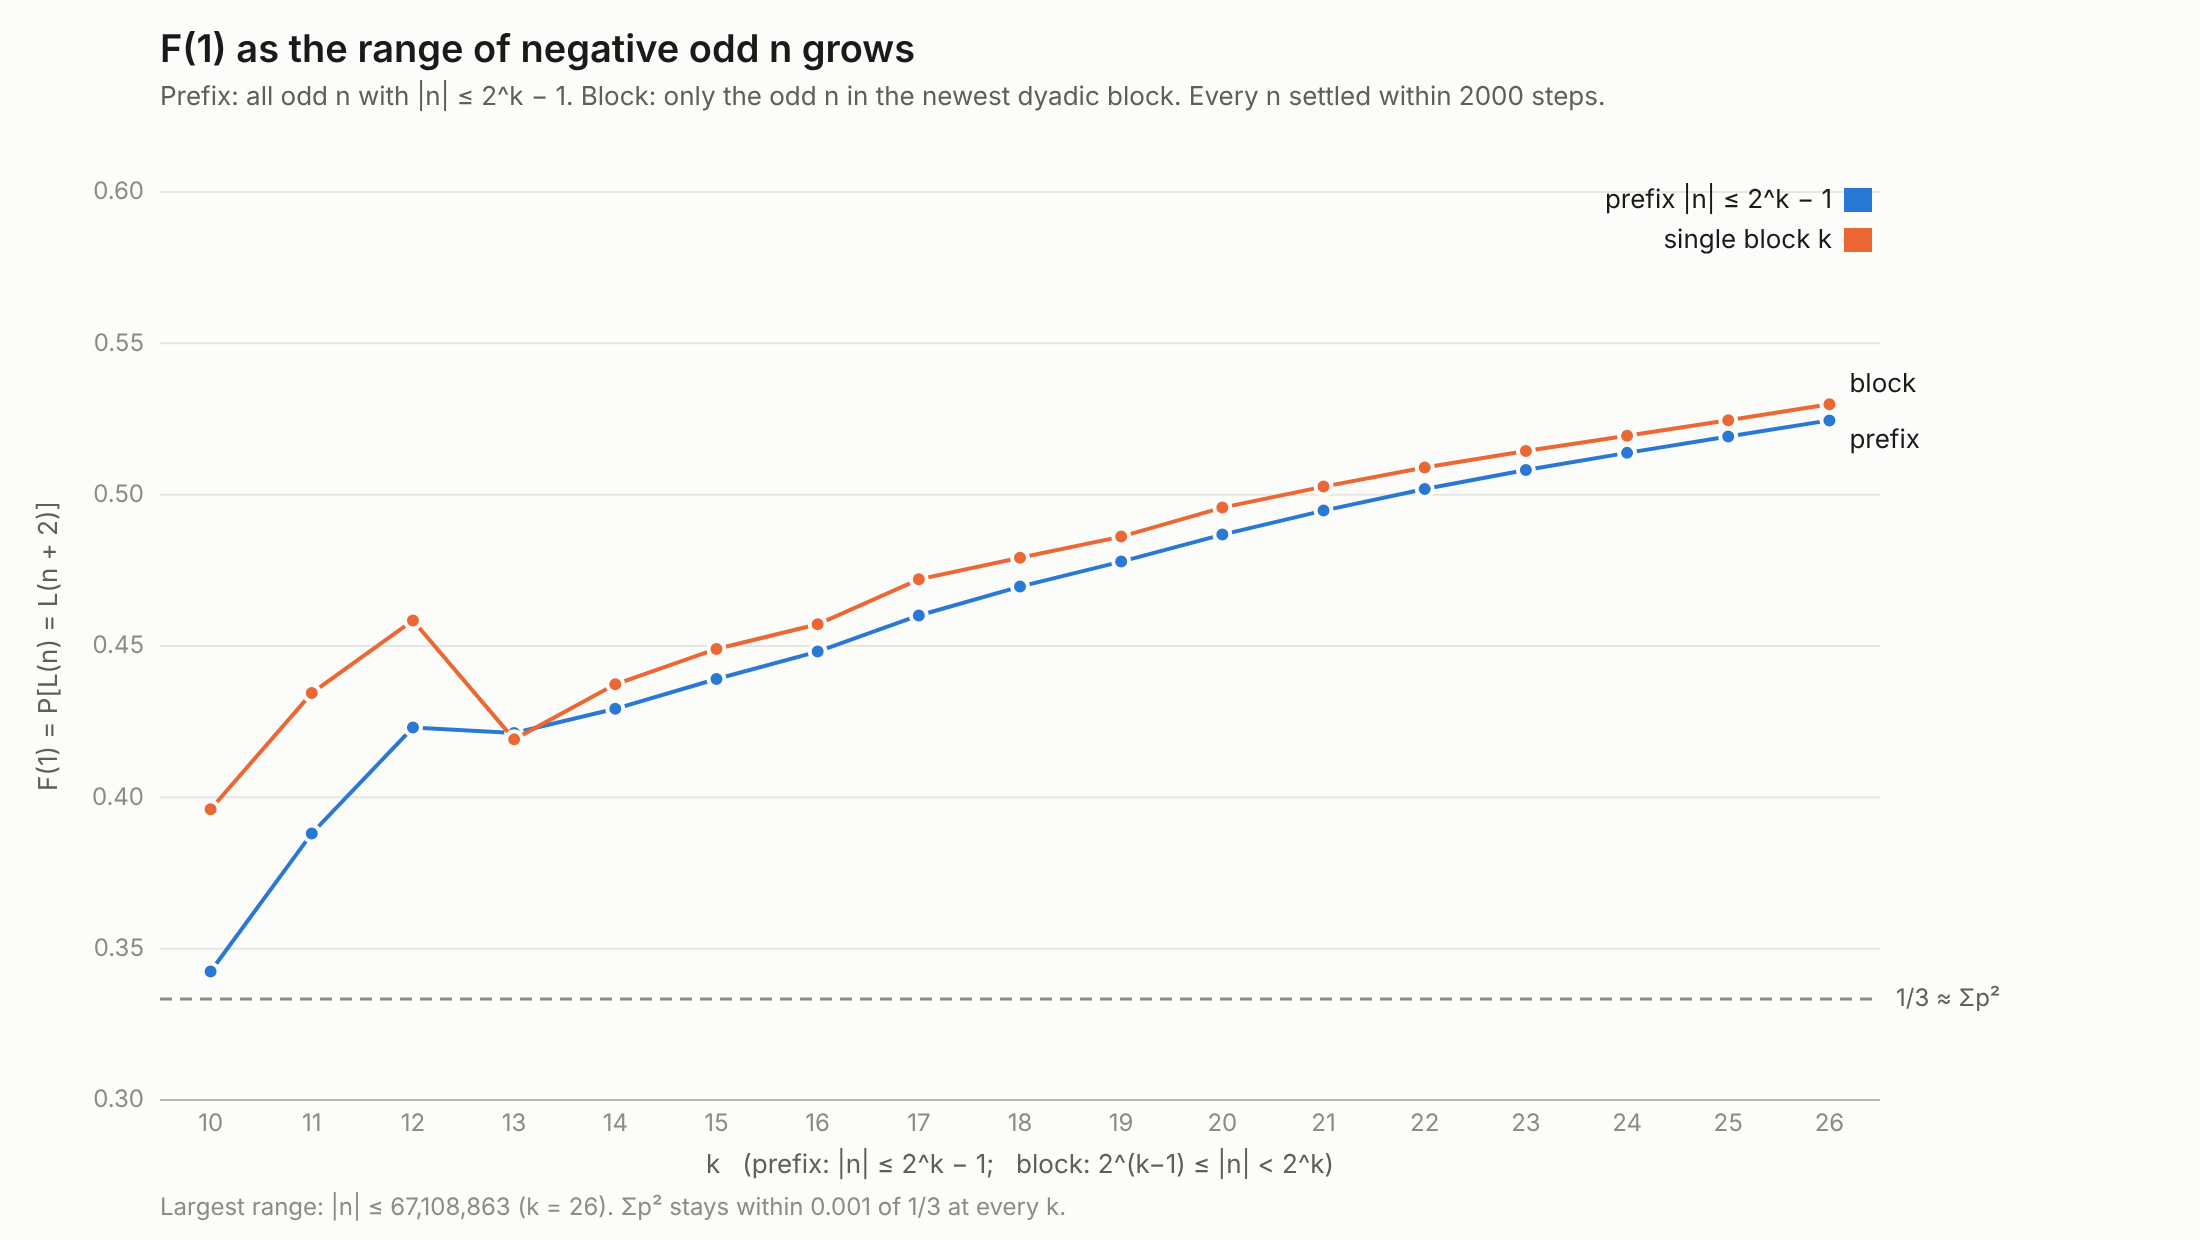 F(1) as the range of negative odd n grows
Prefix: all odd n with |n| ≤ 2^k − 1. Block: only the odd n in the newest dyadic block. Every n settled within 2000 steps.
prefix |n| ≤ 2^k − 1
single block k
0.60
0.55
0.50
0.45
0.40
0.35
0.30
F(1) = P[L(n) = L(n + 2)]
block
prefix
1/3 ≈ Σp²
10 11 12 13 14 15 16 17 18 19 20 21 22 23 24 25 26
k (prefix: |n| ≤ 2^k − 1; block: 2^(k−1) ≤ |n| < 2^k)
Largest range: |n| ≤ 67,108,863 (k = 26). Σp² stays within 0.001 of 1/3 at every k.